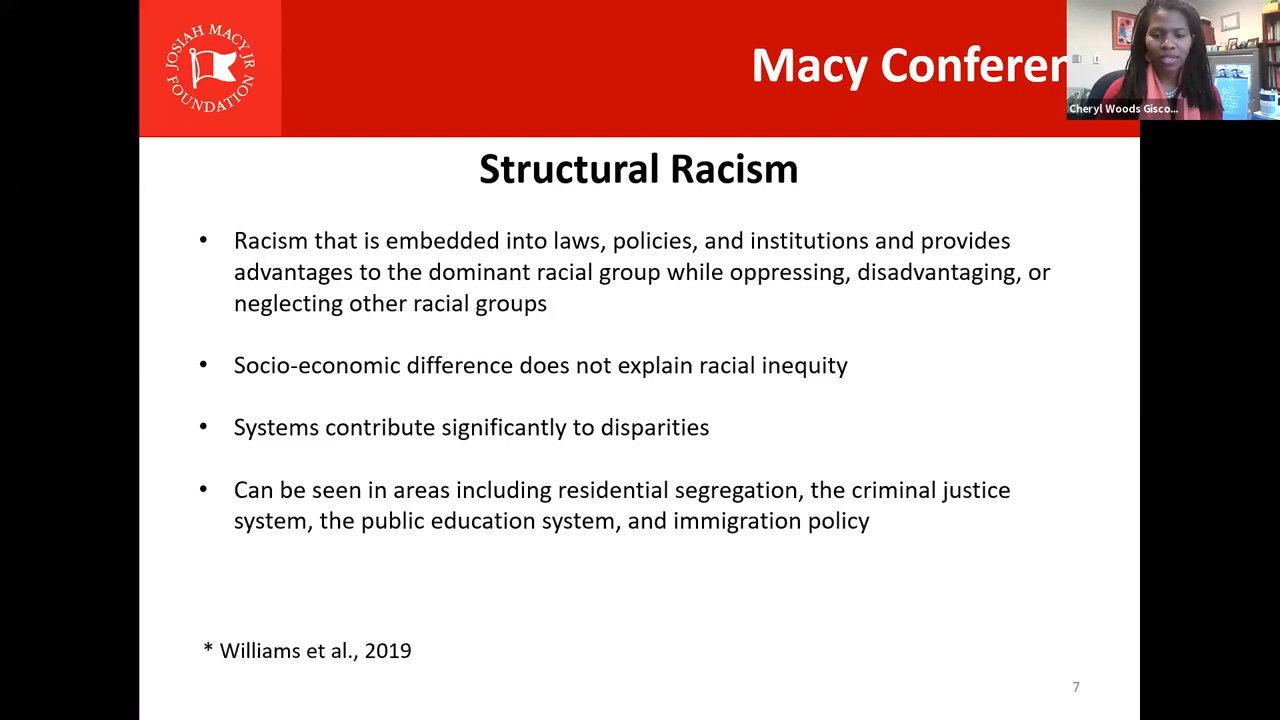 JOSIAH MACY JR
FOUNDATION
Macy Conferen
Cheryl Woods Gisco...
Structural Racism
• Racism that is embedded into laws, policies, and institutions and provides
advantages to the dominant racial group while oppressing, disadvantaging, or
neglecting other racial groups
• Socio-economic difference does not explain racial inequity
• Systems contribute significantly to disparities
• Can be seen in areas including residential segregation, the criminal justice
system, the public education system, and immigration policy
* Williams et al., 2019
7